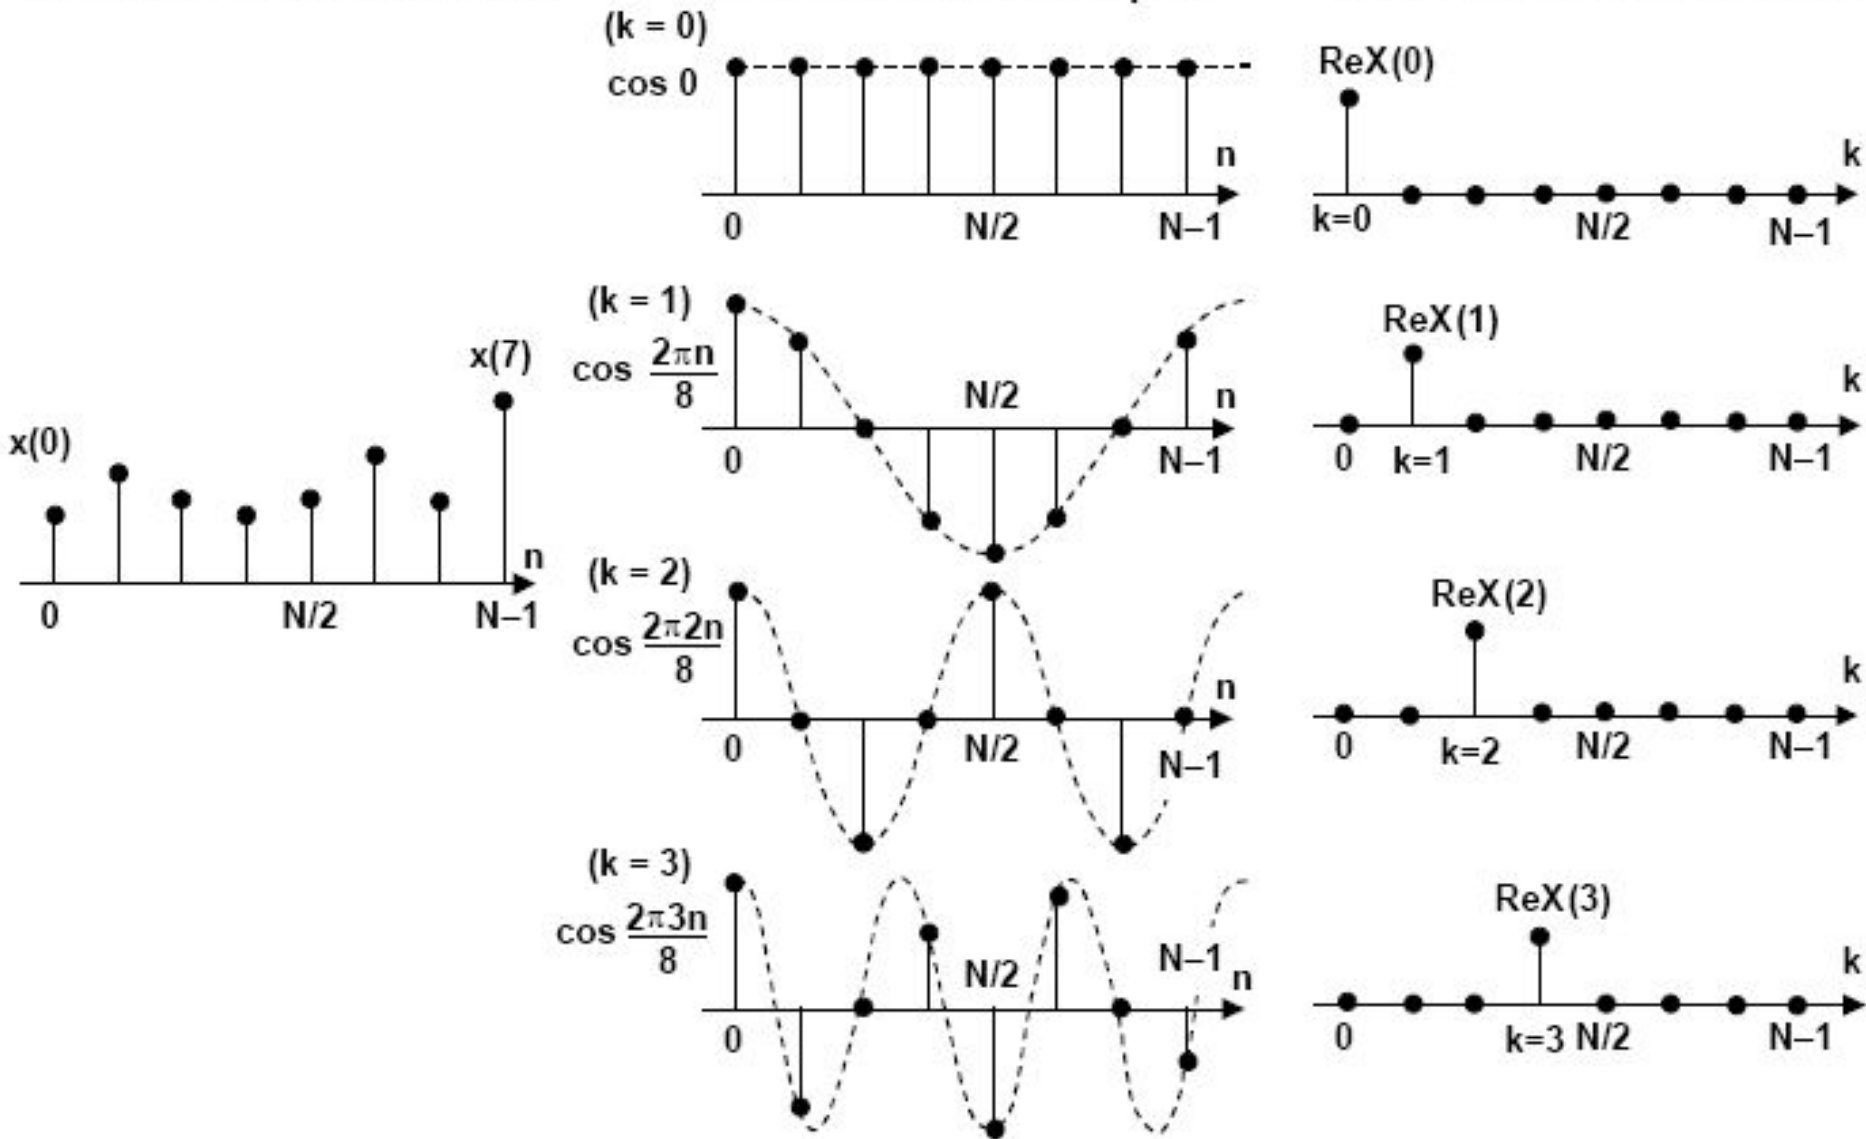 x(0)
x(7)
n
0 N/2 N–1
(k = 0)
cos 0
n
0 N/2 N–1
ReX(0)
k
k=0 N/2 N–1
(k = 1)
cos 2πn/8
N/2
n
0 N–1
ReX(1)
k
0 k=1 N/2 N–1
(k = 2)
cos 2π2n/8
n
0 N/2 N–1
ReX(2)
k
0 k=2 N/2 N–1
(k = 3)
cos 2π3n/8
N/2
N–1
n
0
ReX(3)
k
0 k=3 N/2 N–1